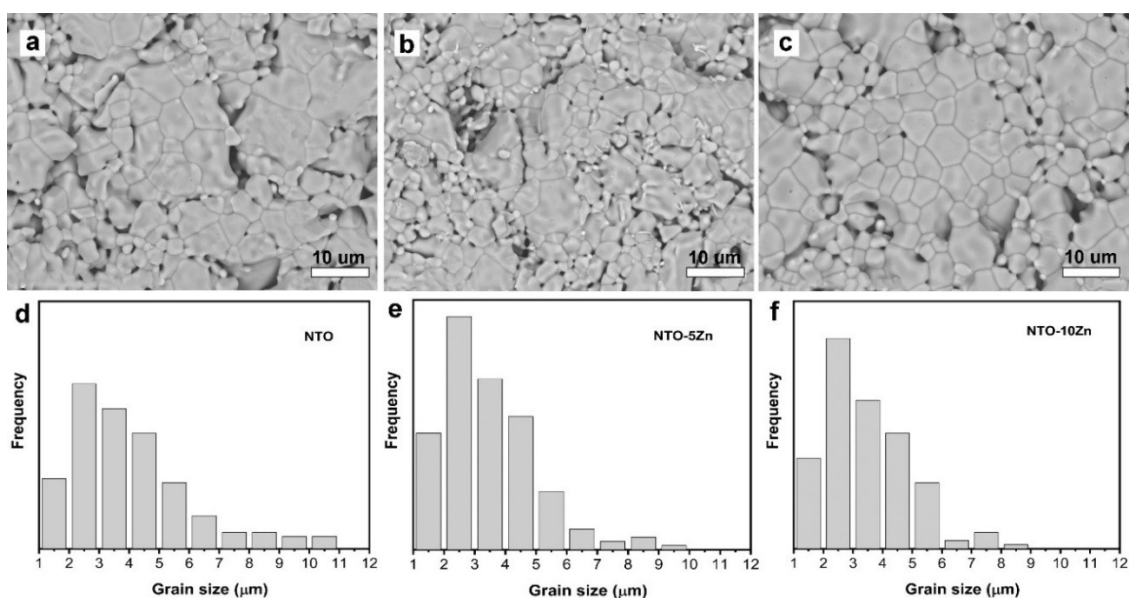 a
b
c
10 um
10 um
10 um
d
e
f
NTO
NTO-5Zn
NTO-10Zn
Frequency
Frequency
Frequency
1 2 3 4 5 6 7 8 9 10 11 12
1 2 3 4 5 6 7 8 9 10 11 12
1 2 3 4 5 6 7 8 9 10 11 12
Grain size (μm)
Grain size (μm)
Grain size (μm)